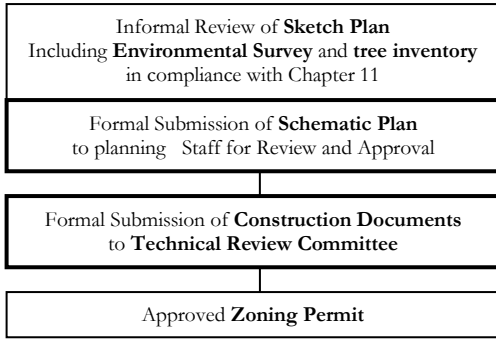 Informal Review of Sketch Plan
Including Environmental Survey and tree inventory
in compliance with Chapter 11
Formal Submission of Schematic Plan
to planning Staff for Review and Approval
Formal Submission of Construction Documents
to Technical Review Committee
Approved Zoning Permit